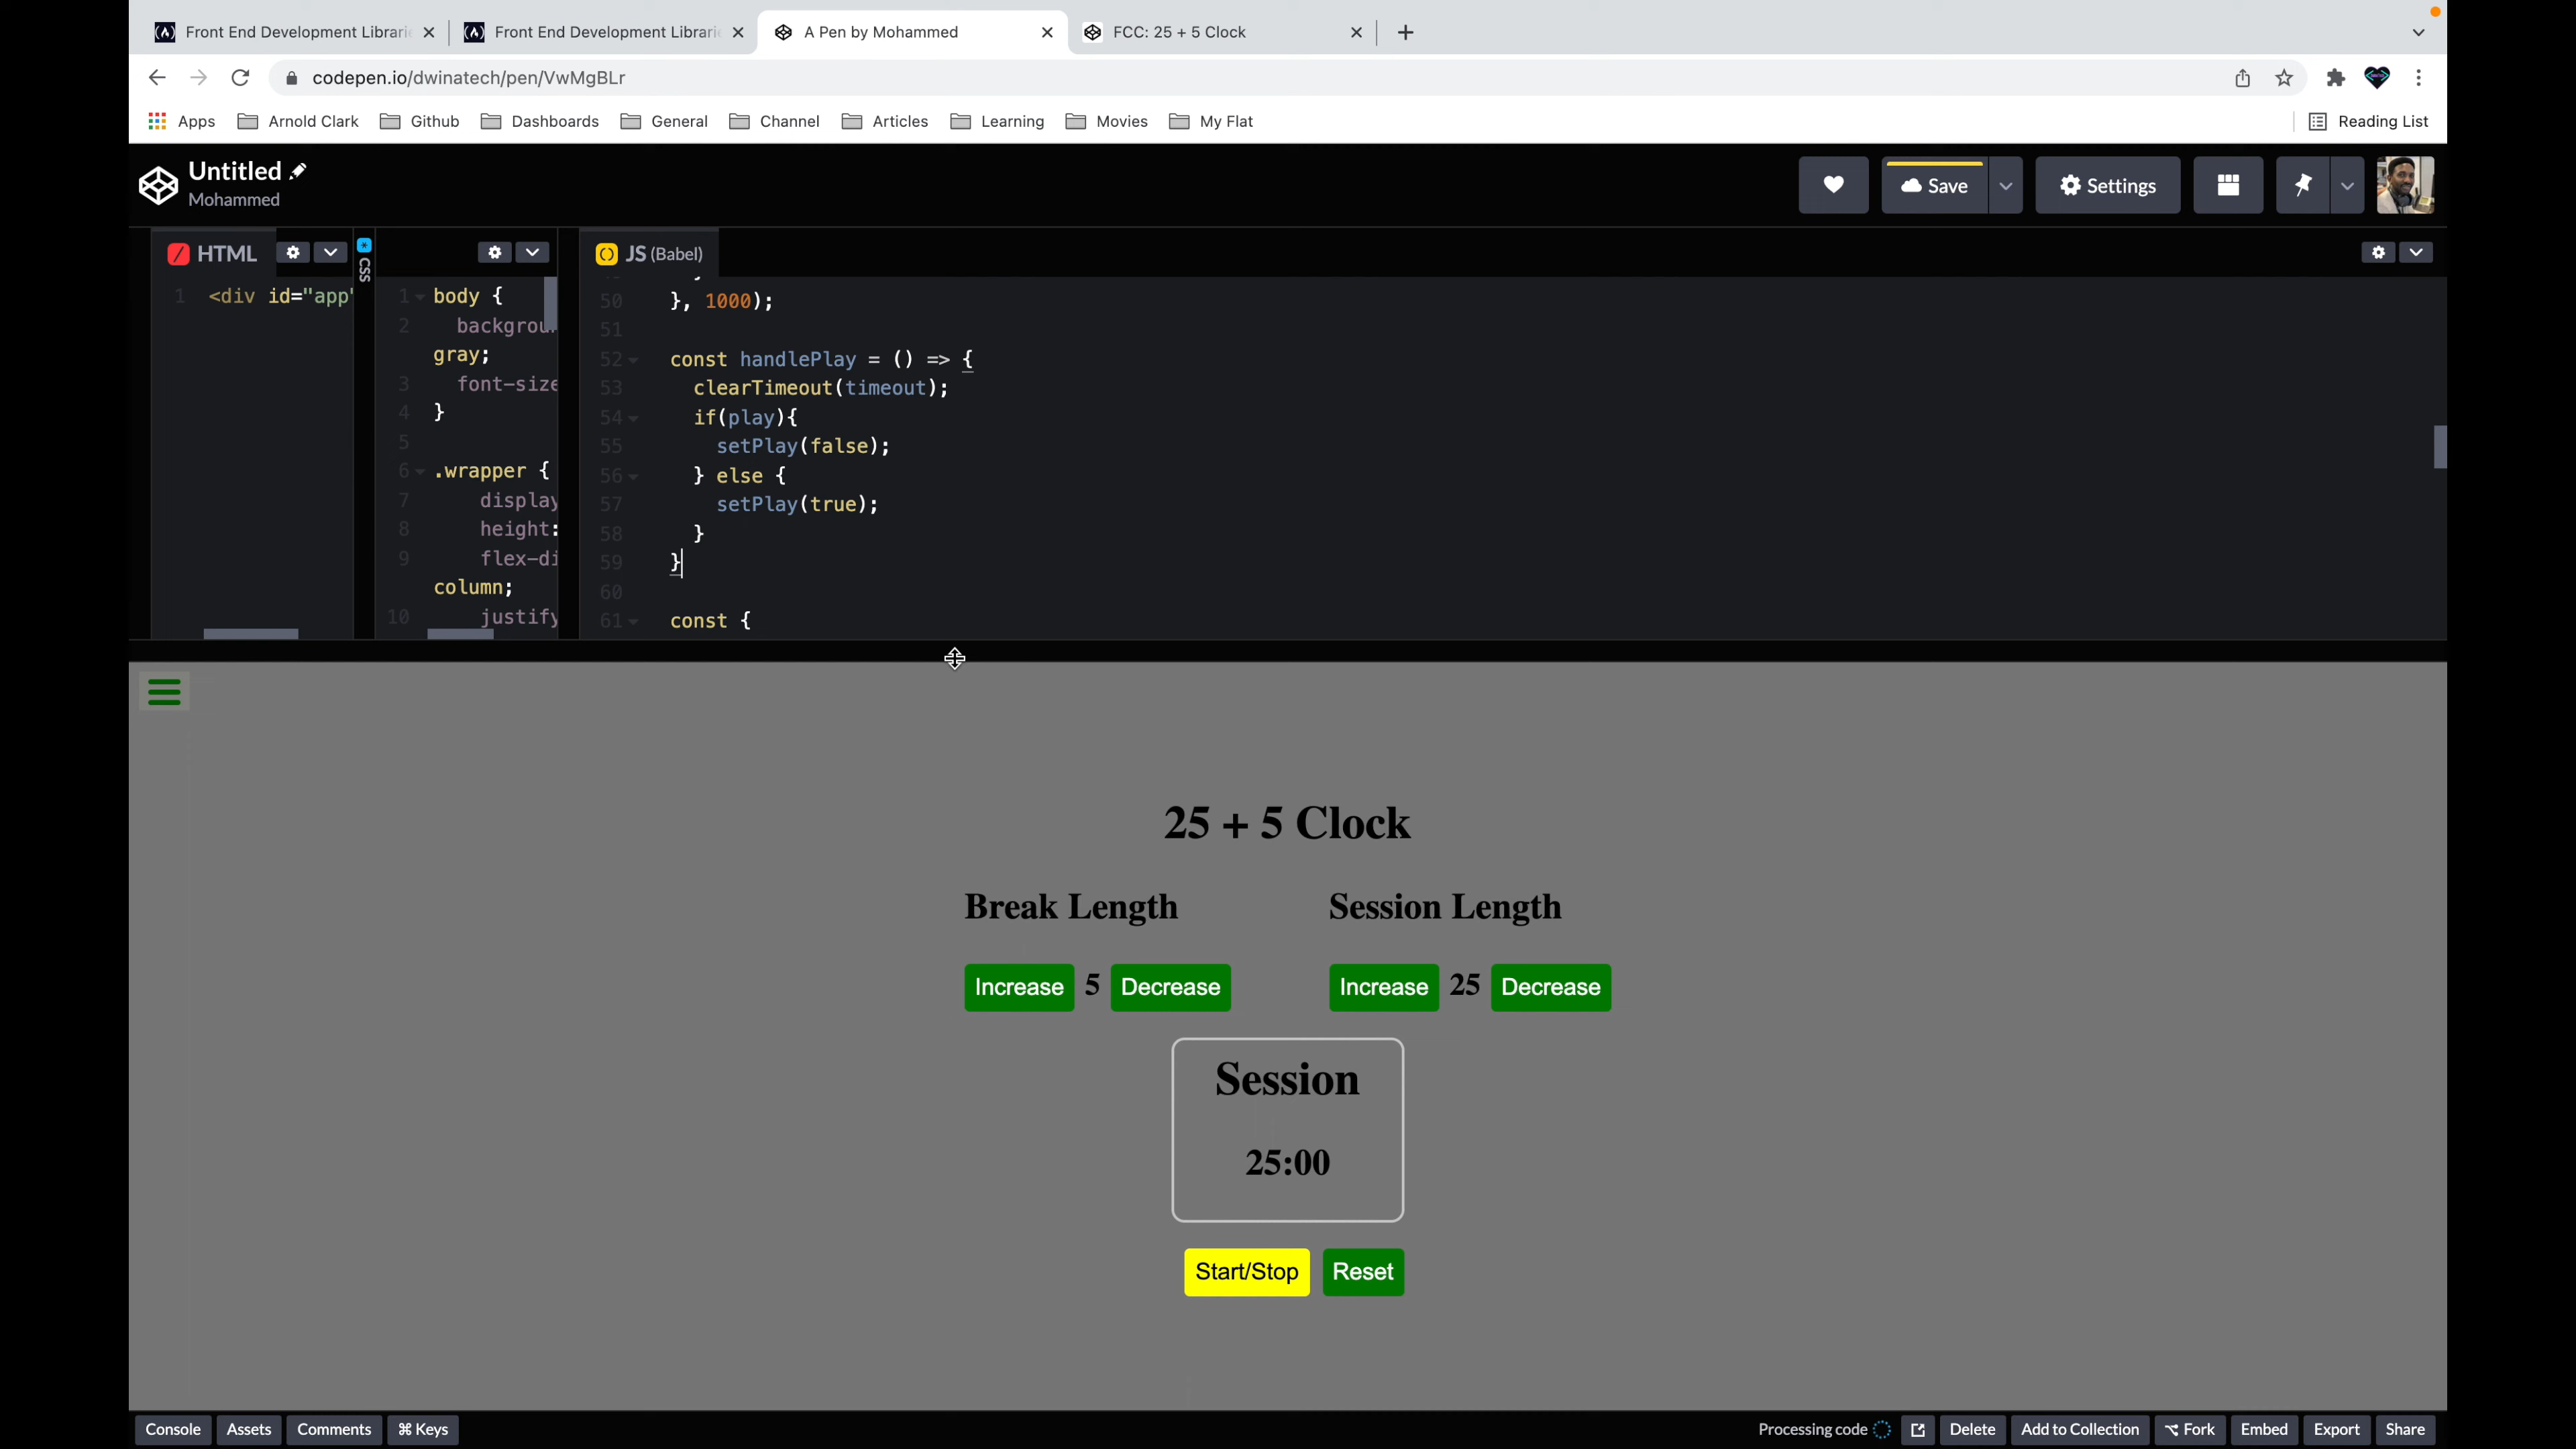 Front End Development Librari
Front End Development Librari
A Pen by Mohammed
FCC: 25 + 5 Clock
codepen.io/dwinatech/pen/VwMgBLr
Apps
Arnold Clark
Github
Dashboards
General
Channel
Articles
Learning
Movies
My Flat
Reading List
Untitled
Mohammed
Save
Settings
HTML
1 <div id="app"
CSS
1 body {
2 backgroun
gray;
3 font-size
4 }
5
6 .wrapper {
7 display
8 height:
9 flex-di
column;
10 justify
JS (Babel)
50 }, 1000);
51
52 const handlePlay = () => {
53 clearTimeout(timeout);
54 if(play){
55 setPlay(false);
56 } else {
57 setPlay(true);
58 }
59 }
60
61 const {
25 + 5 Clock
Break Length
Session Length
Increase 5 Decrease
Increase 25 Decrease
Session
25:00
Start/Stop
Reset
Console
Assets
Comments
⌘ Keys
Processing code
Delete
Add to Collection
Fork
Embed
Export
Share